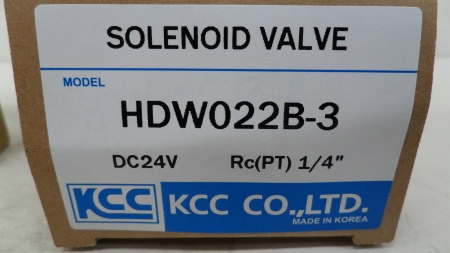 SOLENOID VALVE
MODEL
HDW022B-3
DC24V Rc(PT) 1/4"
KCC KCC CO.,LTD.
MADE IN KOREA